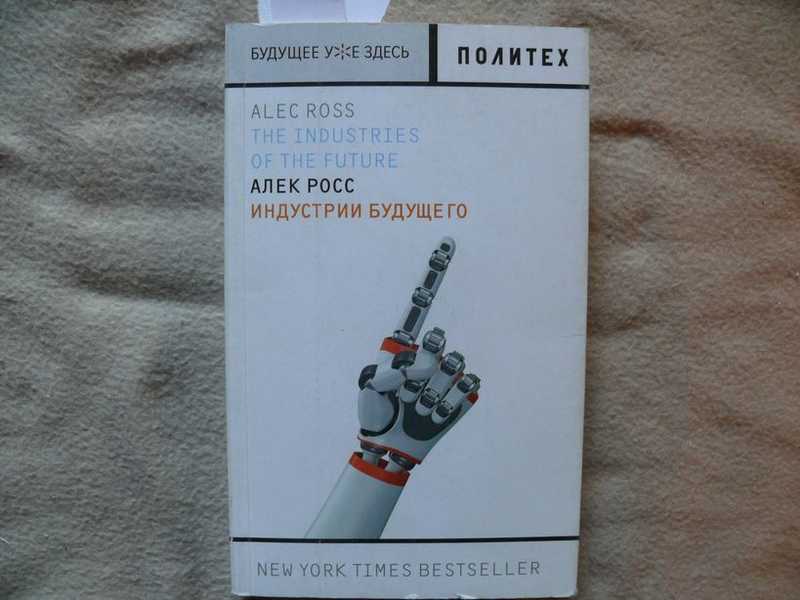 БУДУЩЕЕ УЖЕ ЗДЕСЬ
ПОЛИТЕХ
ALEC ROSS
THE INDUSTRIES
OF THE FUTURE
АЛЕК РОСС
ИНДУСТРИИ БУДУЩЕГО
NEW YORK TIMES BESTSELLER